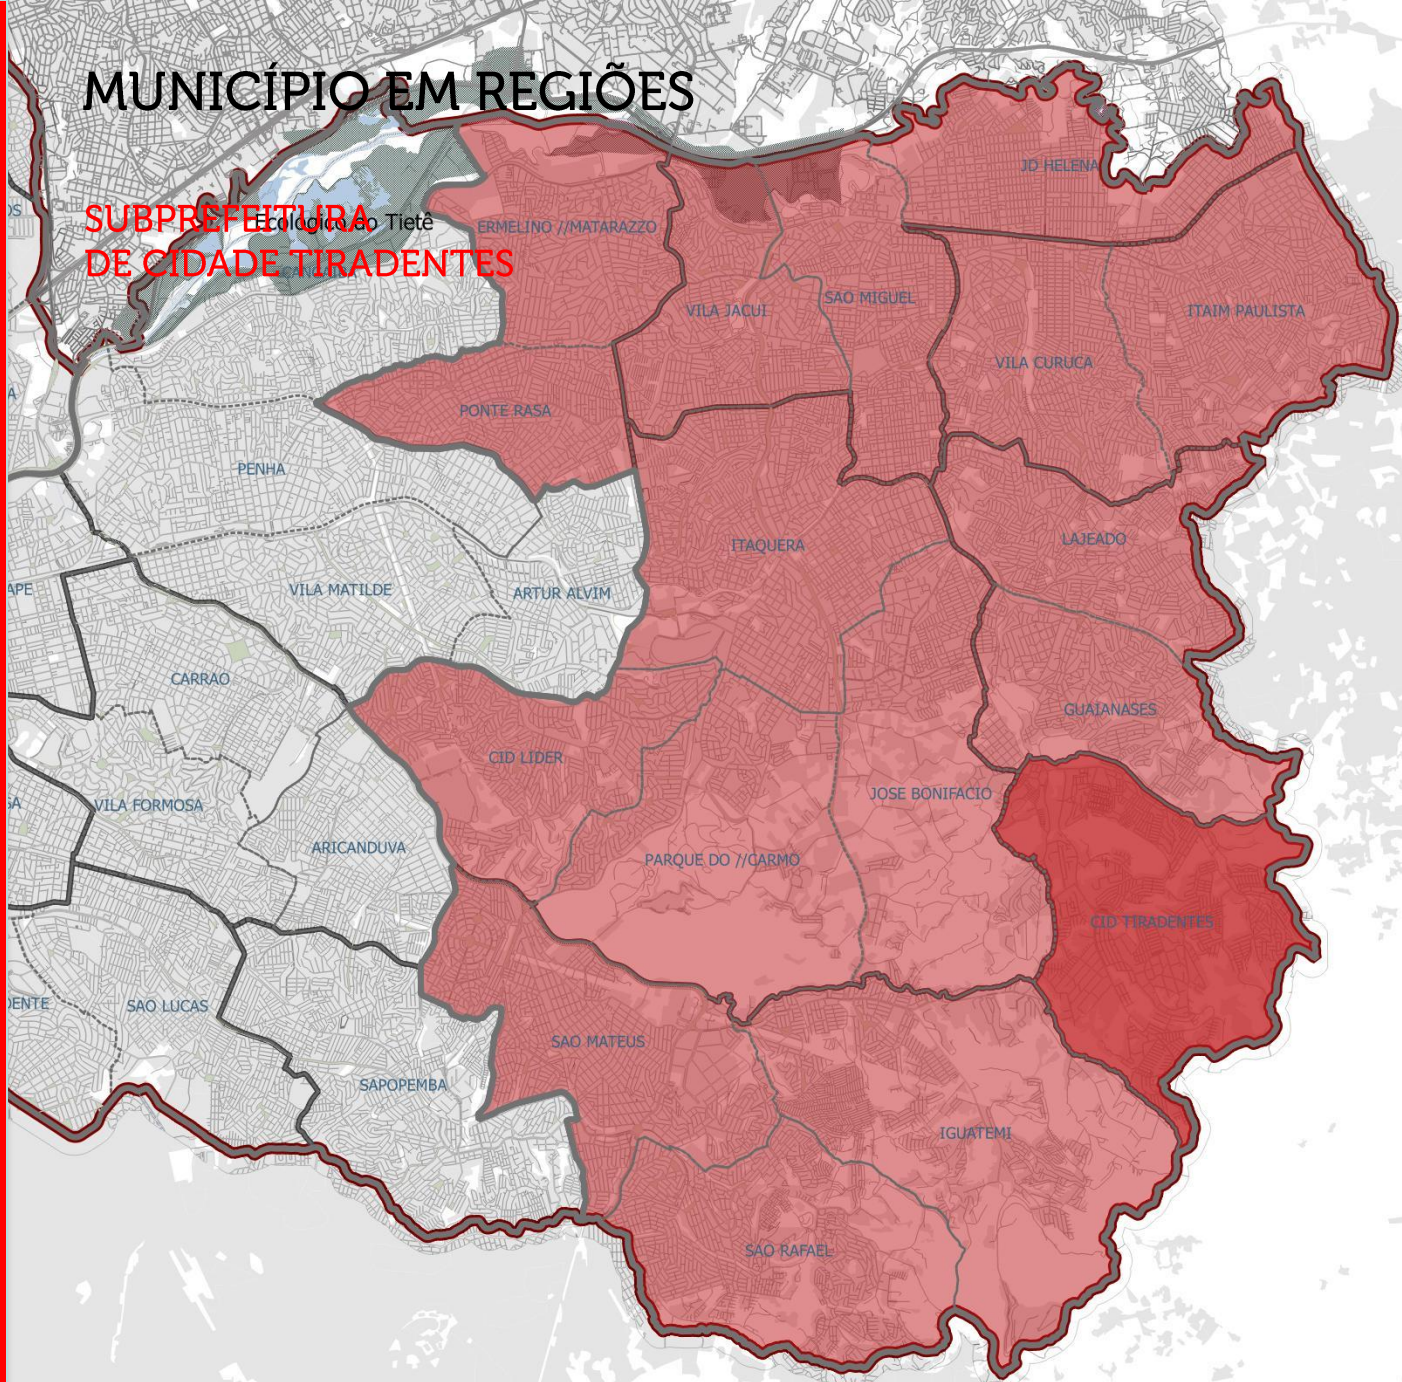 MUNICÍPIO EM REGIÕES
JD HELENA
OS
SUBPREFEITURA
Ecológico do Tietê
ERMELINO //MATARAZZO
DE CIDADE TIRADENTES
SAO MIGUEL
VILA JACUI
ITAIM PAULISTA
VILA CURUCA
A
PONTE RASA
PENHA
LAJEADO
ITAQUERA
APE
VILA MATILDE
ARTUR ALVIM
CARRAO
GUAIANASES
CID LIDER
JOSE BONIFACIO
SA
VILA FORMOSA
ARICANDUVA
PARQUE DO //CARMO
CID TIRADENTES
DENTE
SAO LUCAS
SAO MATEUS
SAPOPEMBA
IGUATEMI
SAO RAFAEL